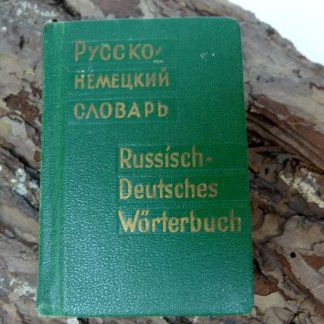 Русско-
немецкий
словарь
Russisch-
Deutsches
Wörterbuch